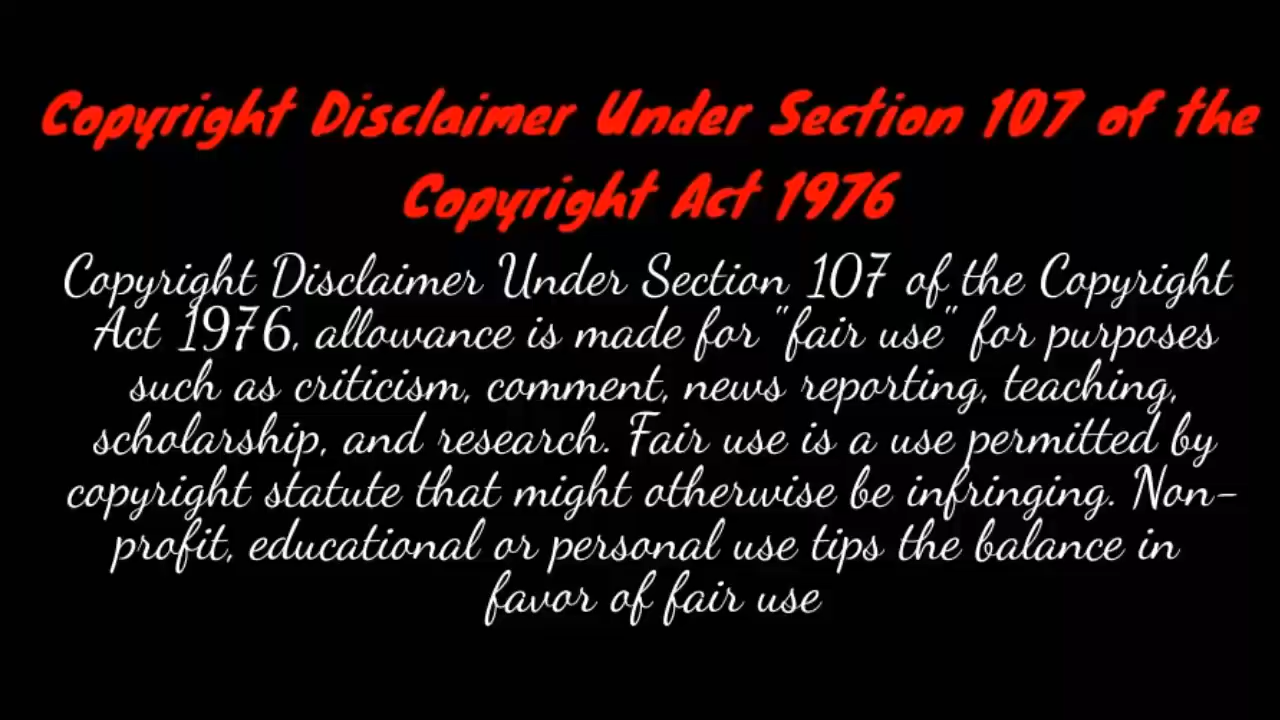 Copyright Disclaimer Under Section 107 of the
Copyright Act 1976
Copyright Disclaimer Under Section 107 of the Copyright
Act 1976, allowance is made for "fair use" for purposes
such as criticism, comment, news reporting, teaching,
scholarship, and research. Fair use is a use permitted by
copyright statute that might otherwise be infringing. Non-
profit, educational or personal use tips the balance in
favor of fair use